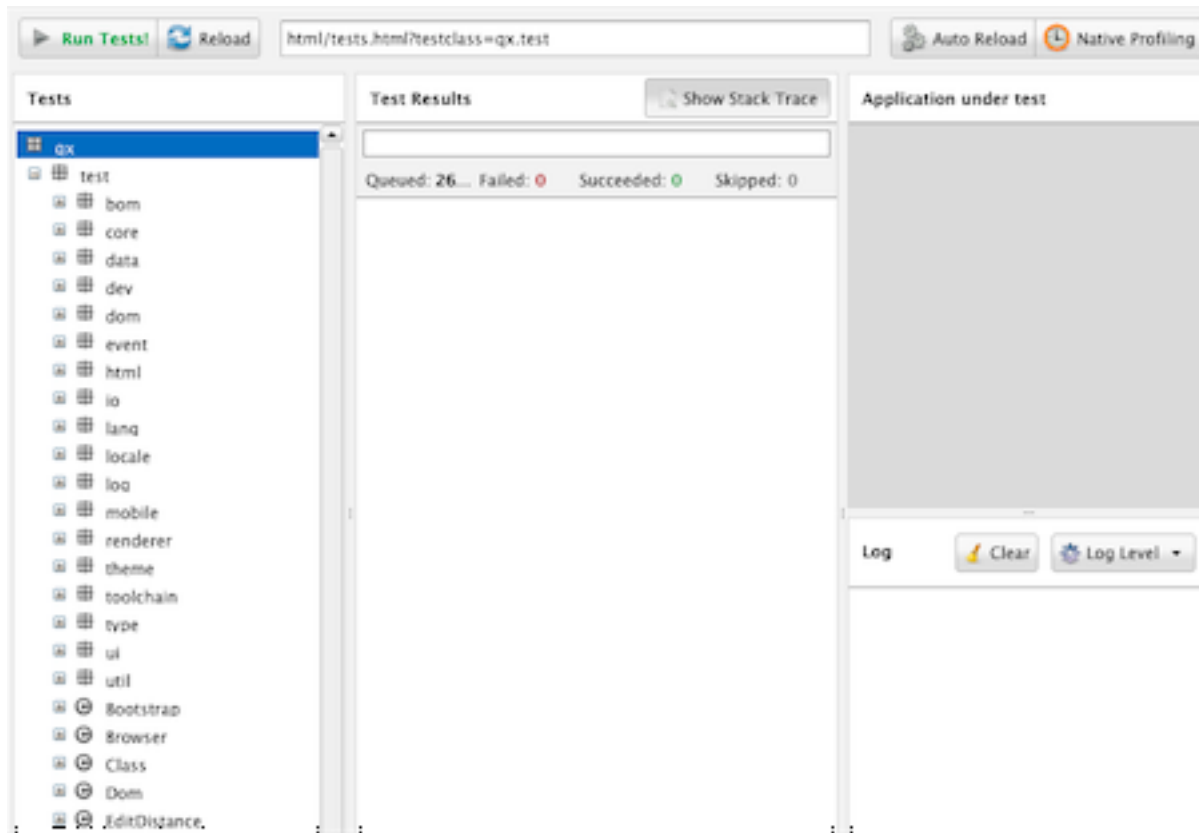 Run Tests! Reload html/tests.html?testclass=qx.test Auto Reload Native Profiling
Tests
qx
test
bom
core
data
dev
dom
event
html
io
lang
locale
log
mobile
renderer
theme
toolchain
type
ui
util
Bootstrap
Browser
Class
Dom
EditDistance
Test Results Show Stack Trace
Queued: 26... Failed: 0 Succeeded: 0 Skipped: 0
Application under test
Log Clear Log Level